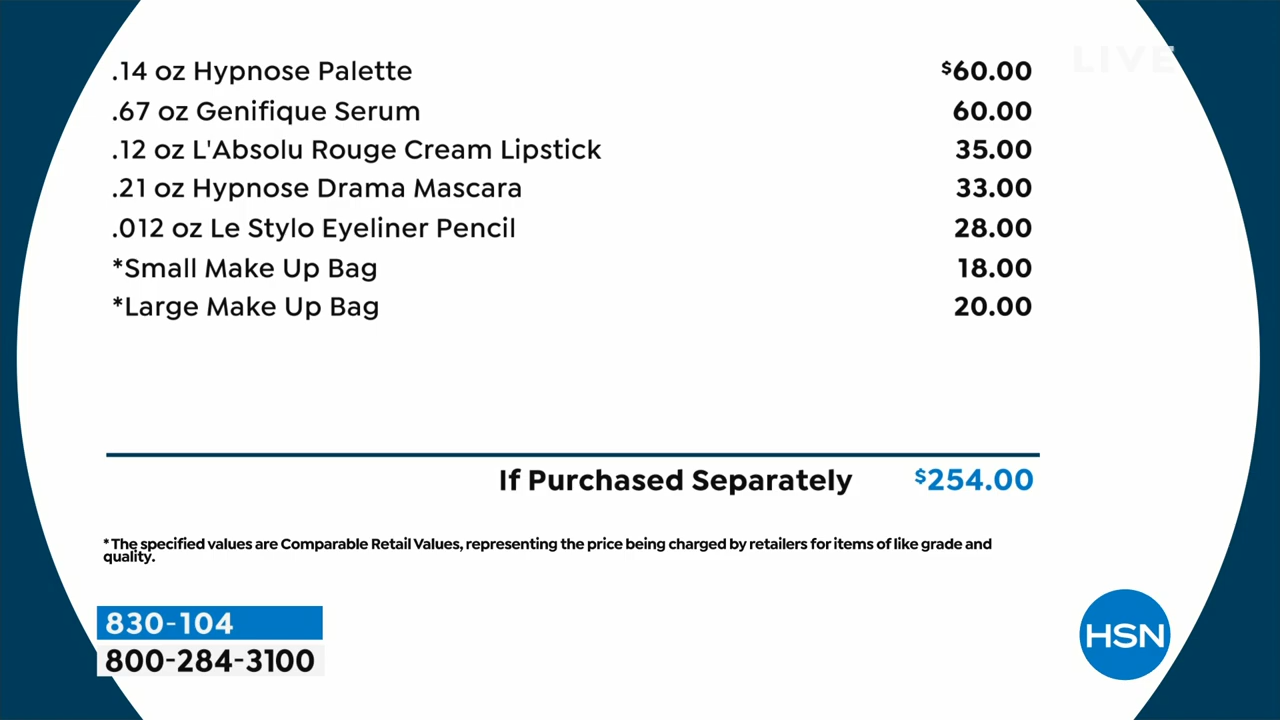 LIVE
.14 oz Hypnose Palette $60.00
.67 oz Genifique Serum 60.00
.12 oz L'Absolu Rouge Cream Lipstick 35.00
.21 oz Hypnose Drama Mascara 33.00
.012 oz Le Stylo Eyeliner Pencil 28.00
*Small Make Up Bag 18.00
*Large Make Up Bag 20.00
If Purchased Separately $254.00
*The specified values are Comparable Retail Values, representing the price being charged by retailers for items of like grade and
quality.
830-104
800-284-3100
HSN